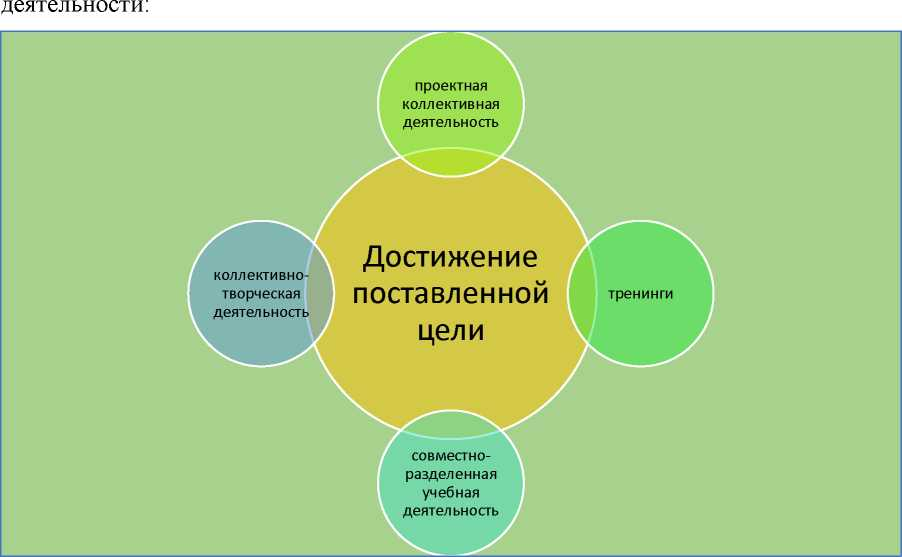 деятельности:
проектная
коллективная
деятельность
Достижение
поставленной
цели
коллективно-
творческая
деятельность
тренинги
совместно-
разделенная
учебная
деятельность